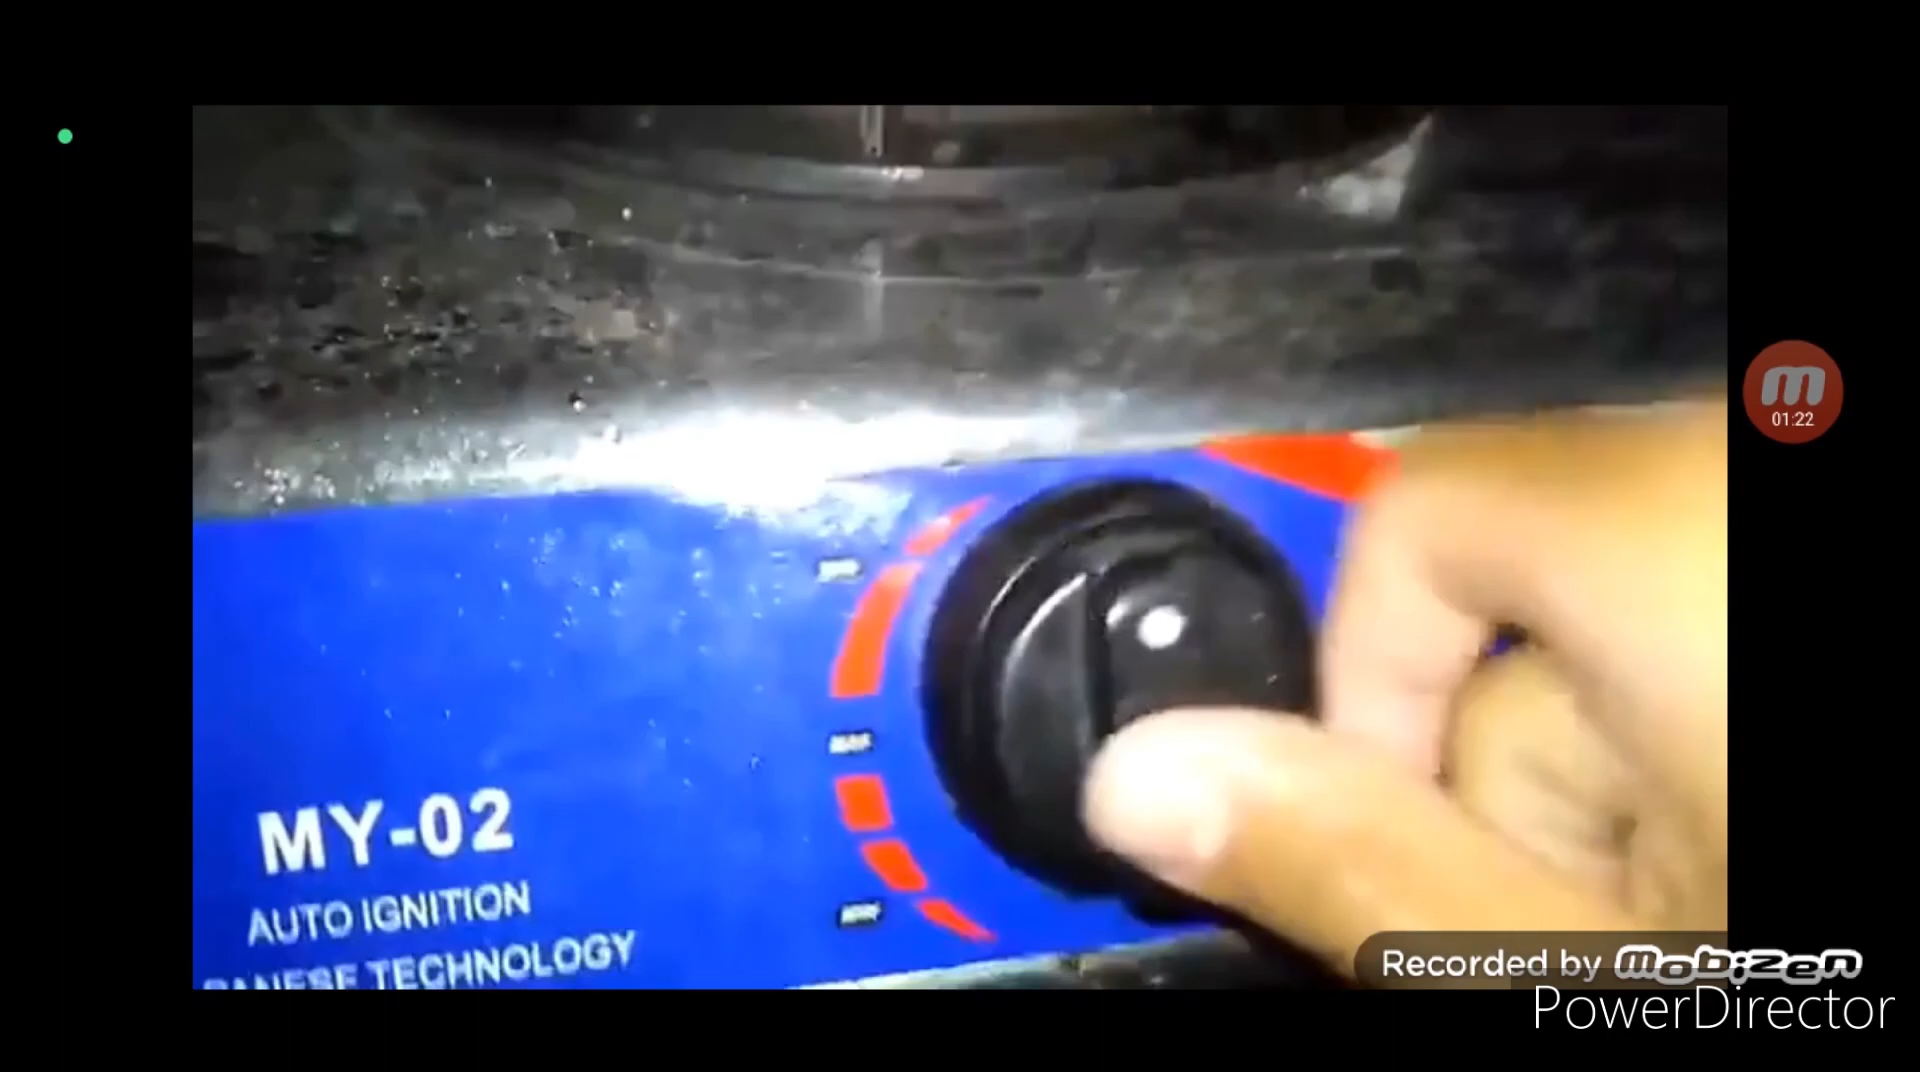 m
01:22
MY-02
AUTO IGNITION
TECHNOLOGY
Recorded by Mobizen
PowerDirector